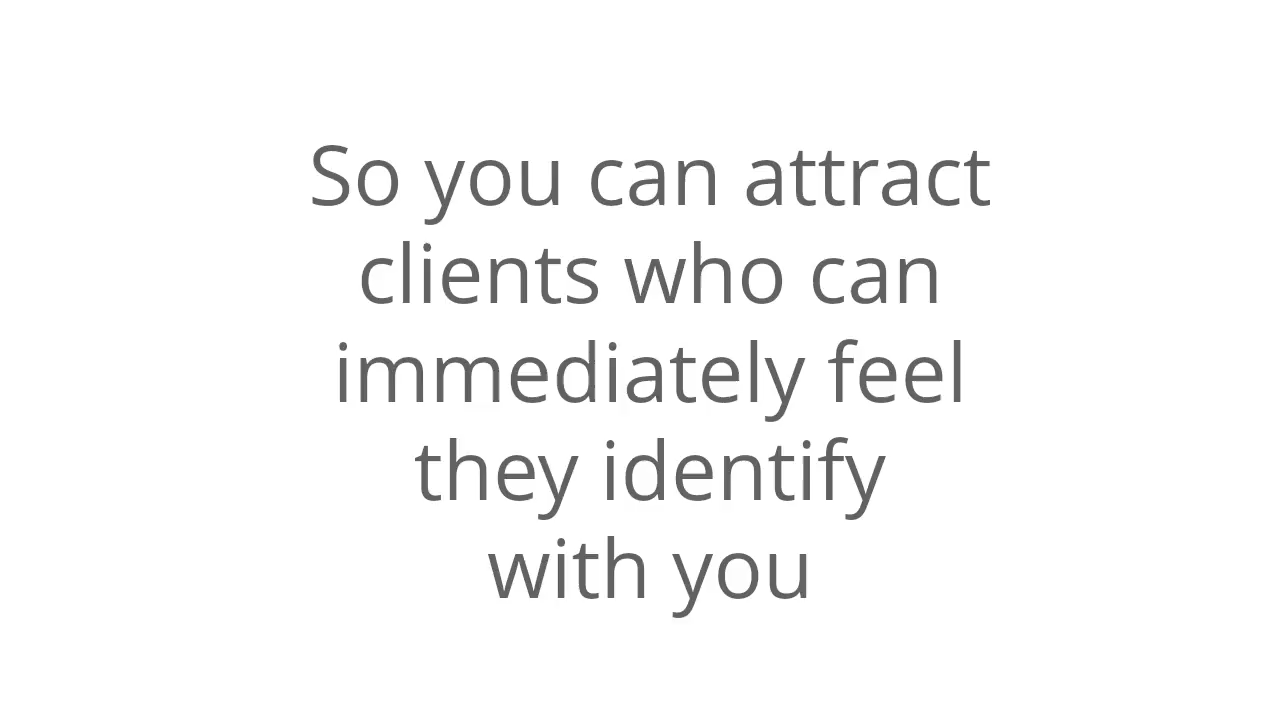 So you can attract
clients who can
immediately feel
they identify
with you